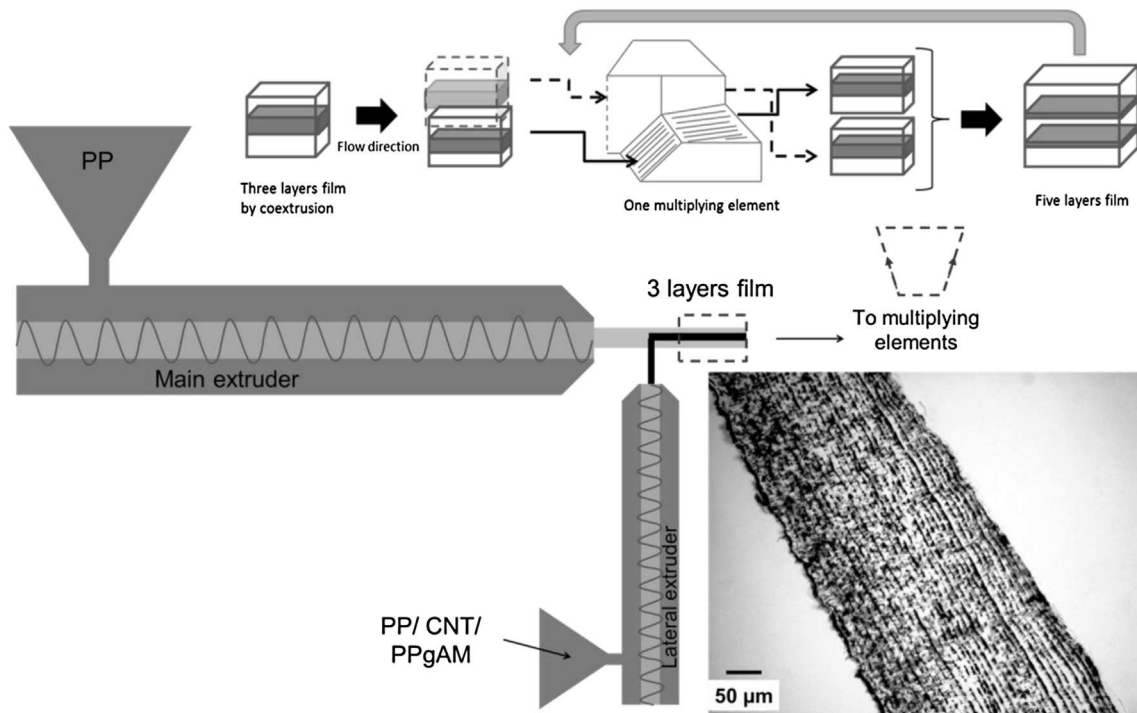 Flow direction
Three layers film
by coextrusion
One multiplying element
Five layers film
PP
3 layers film
To multiplying
elements
Main extruder
Lateral extruder
PP/ CNT/
PPgAM
50 µm